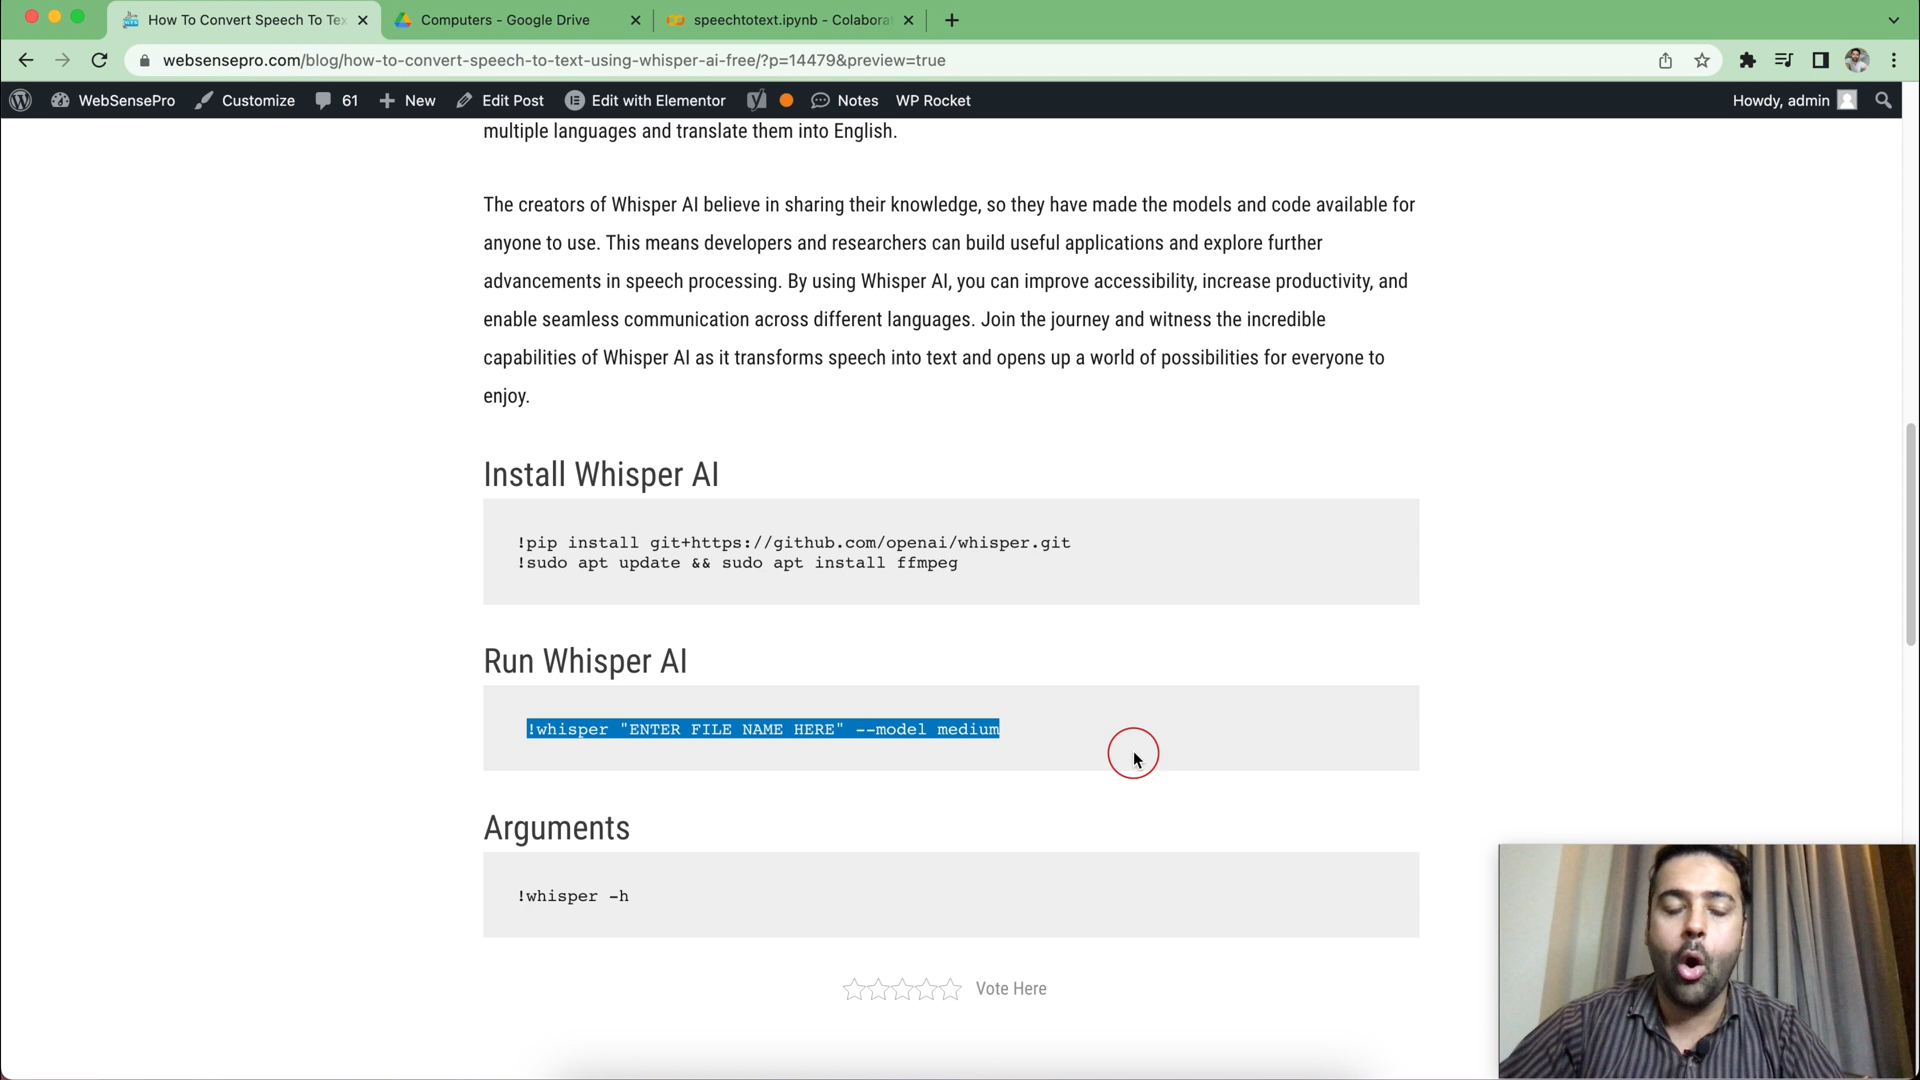 How To Convert Speech To Tex
Computers - Google Drive
speechtotext.ipynb - Colabora
websensepro.com/blog/how-to-convert-speech-to-text-using-whisper-ai-free/?p=14479&preview=true
WebSensePro
Customize
61
New
Edit Post
Edit with Elementor
Notes
WP Rocket
Howdy, admin
multiple languages and translate them into English.
The creators of Whisper AI believe in sharing their knowledge, so they have made the models and code available for
anyone to use. This means developers and researchers can build useful applications and explore further
advancements in speech processing. By using Whisper AI, you can improve accessibility, increase productivity, and
enable seamless communication across different languages. Join the journey and witness the incredible
capabilities of Whisper AI as it transforms speech into text and opens up a world of possibilities for everyone to
enjoy.
Install Whisper AI
!pip install git+https://github.com/openai/whisper.git
!sudo apt update && sudo apt install ffmpeg
Run Whisper AI
!whisper "ENTER FILE NAME HERE" --model medium
Arguments
!whisper -h
Vote Here